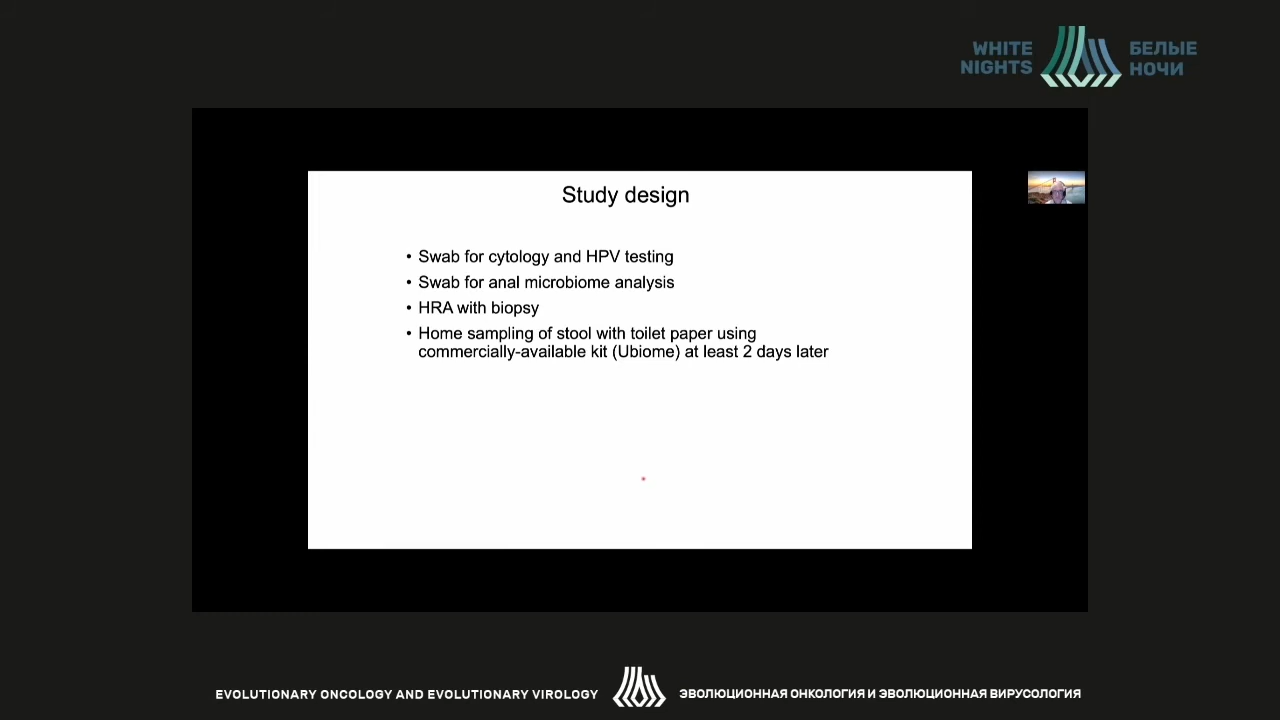 WHITE
NIGHTS
БЕЛЫЕ
НОЧИ
Study design
• Swab for cytology and HPV testing
• Swab for anal microbiome analysis
• HRA with biopsy
• Home sampling of stool with toilet paper using
commercially-available kit (Ubiome) at least 2 days later
EVOLUTIONARY ONCOLOGY AND EVOLUTIONARY VIROLOGY
ЭВОЛЮЦИОННАЯ ОНКОЛОГИЯ И ЭВОЛЮЦИОННАЯ ВИРУСОЛОГИЯ